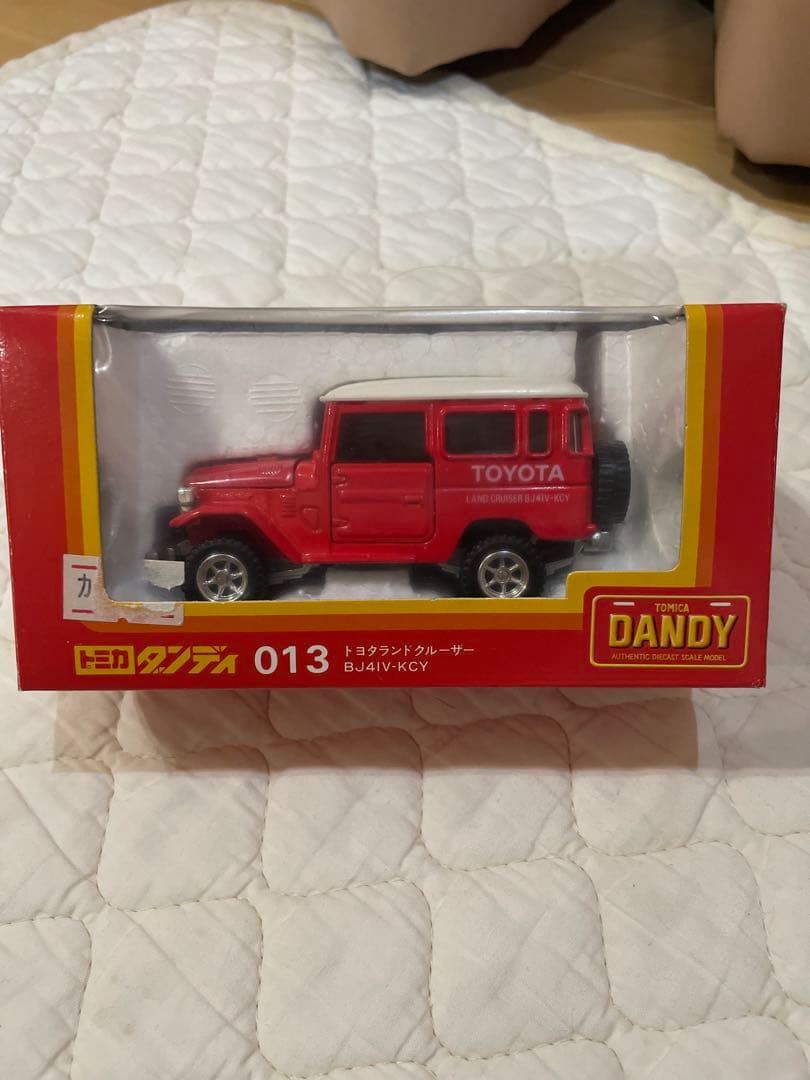 TOYOTA
LAND CRUISER BJ41V-KCY
カ
トミカ ダンディ 013 トヨタランドクルーザー
BJ41V-KCY
TOMICA
DANDY
AUTHENTIC DIECAST SCALE MODEL